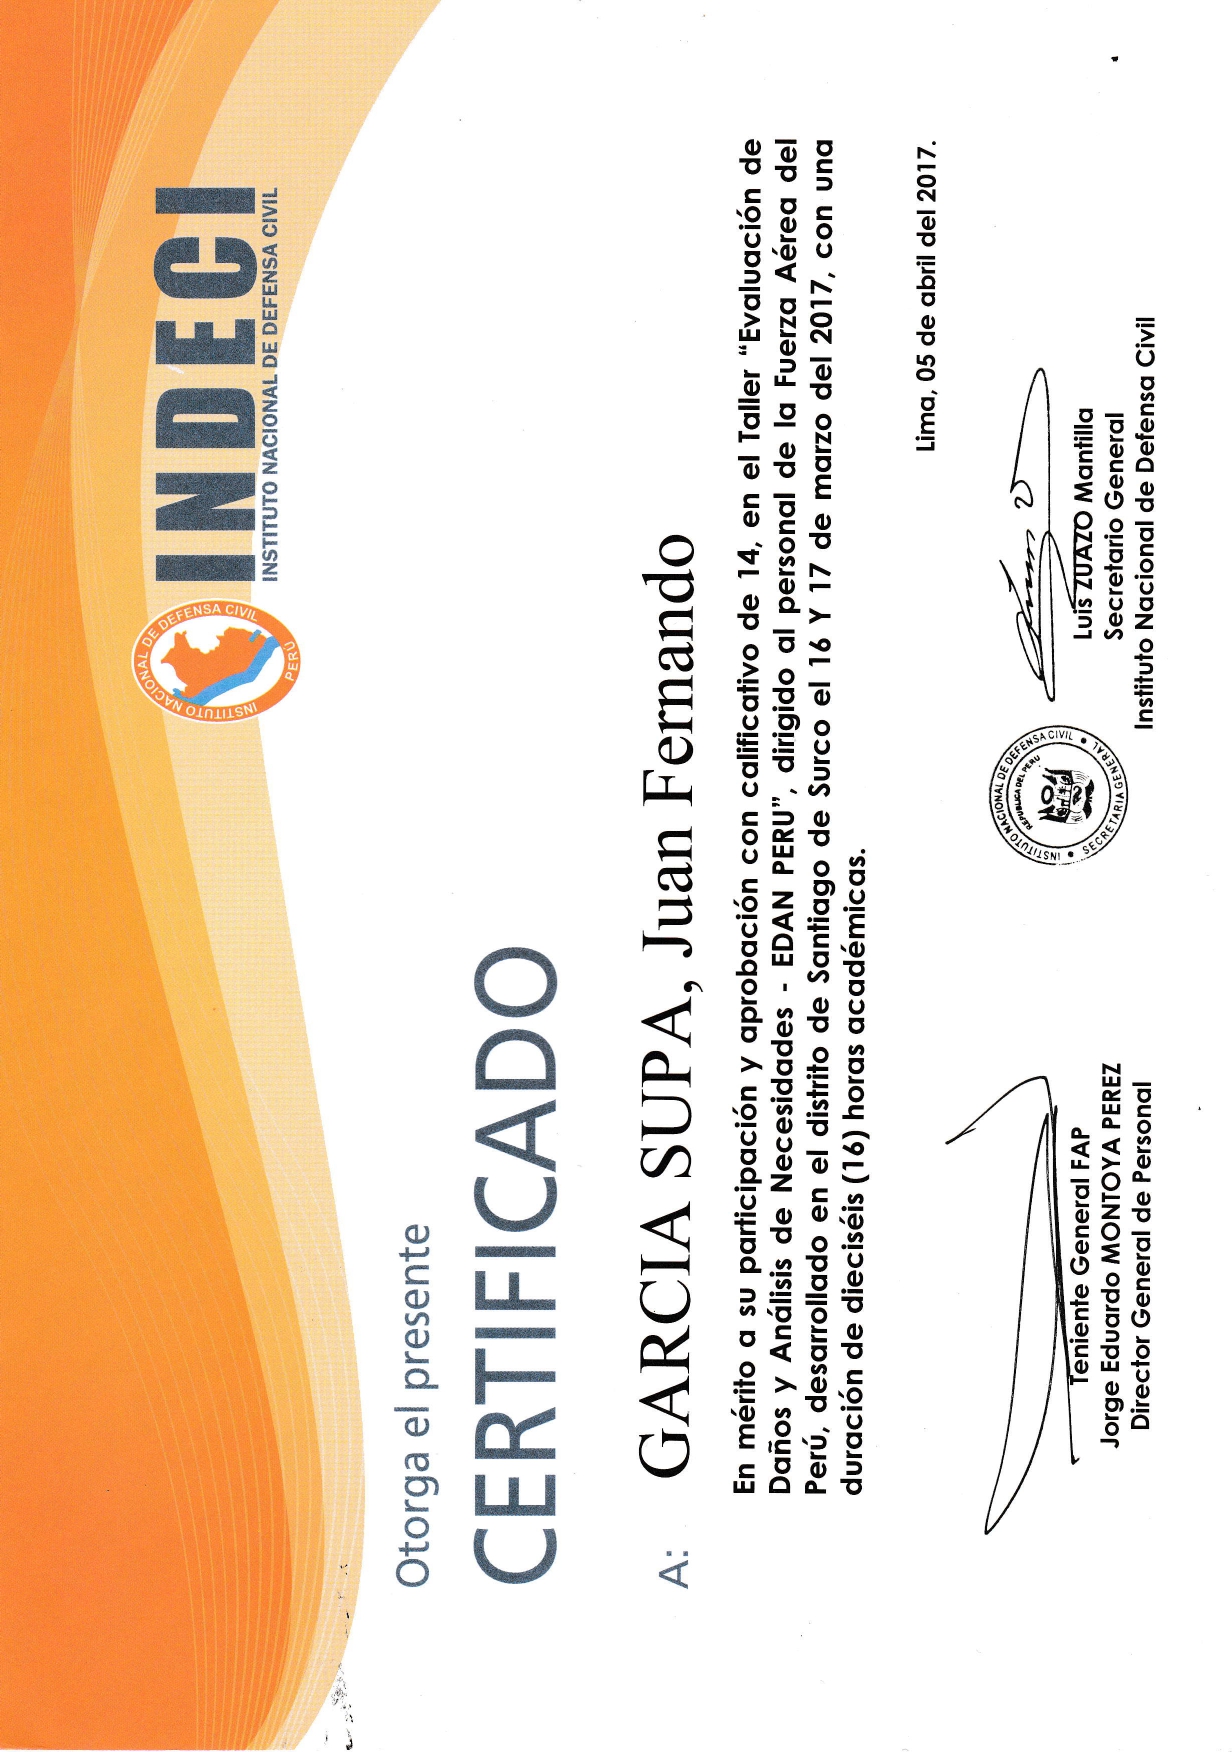 INDECI
INSTITUTO NACIONAL DE DEFENSA CIVIL
INSTITUTO NACIONAL DE DEFENSA CIVIL
PERU
Otorga el presente
CERTIFICADO
A: GARCIA SUPA, Juan Fernando
En mérito a su participación y aprobación con calificativo de 14, en el Taller “Evaluación de
Daños y Análisis de Necesidades - EDAN PERU”, dirigido al personal de la Fuerza Aérea del
Perú, desarrollado en el distrito de Santiago de Surco el 16 Y 17 de marzo del 2017, con una
duración de dieciséis (16) horas académicas.
Lima, 05 de abril del 2017.
Teniente General FAP
Jorge Eduardo MONTOYA PEREZ
Director General de Personal
INSTITUTO NACIONAL DE DEFENSA CIVIL
REPUBLICA DEL PERU
SECRETARIA GENERAL
Luis ZUAZO Mantilla
Secretario General
Instituto Nacional de Defensa Civil